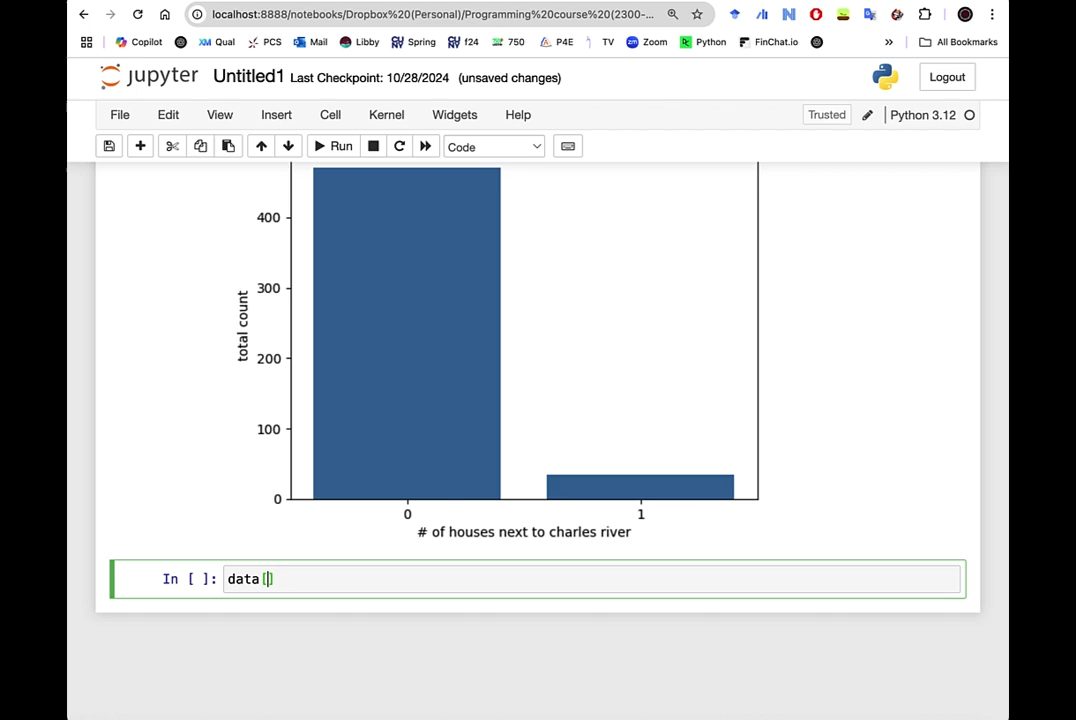 localhost:8888/notebooks/Dropbox%20(Personal)/Programming%20course%20(2300-...
Copilot Qual PCS Mail Libby Spring f24 750 P4E TV Zoom Python FinChat.io » All Bookmarks
jupyter Untitled1 Last Checkpoint: 10/28/2024 (unsaved changes) Logout
File Edit View Insert Cell Kernel Widgets Help Trusted Python 3.12
Run Code
400
300
200
100
0
total count
0 1
# of houses next to charles river
In [ ]: data[]